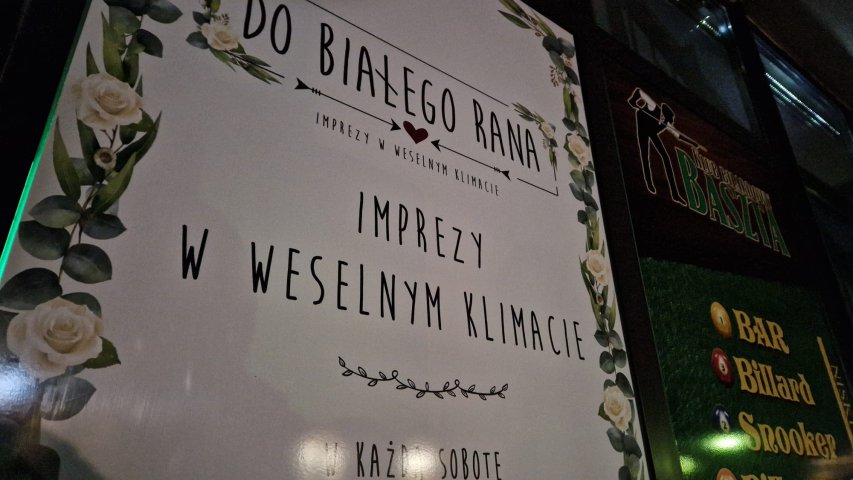 DO BIAŁEGO RANA
IMPREZY W WESELNYM KLIMACIE
IMPREZY
W WESELNYM KLIMACIE
W KAŻDĄ SOBOTĘ
BASZTA
BAR
Billard
Snooker